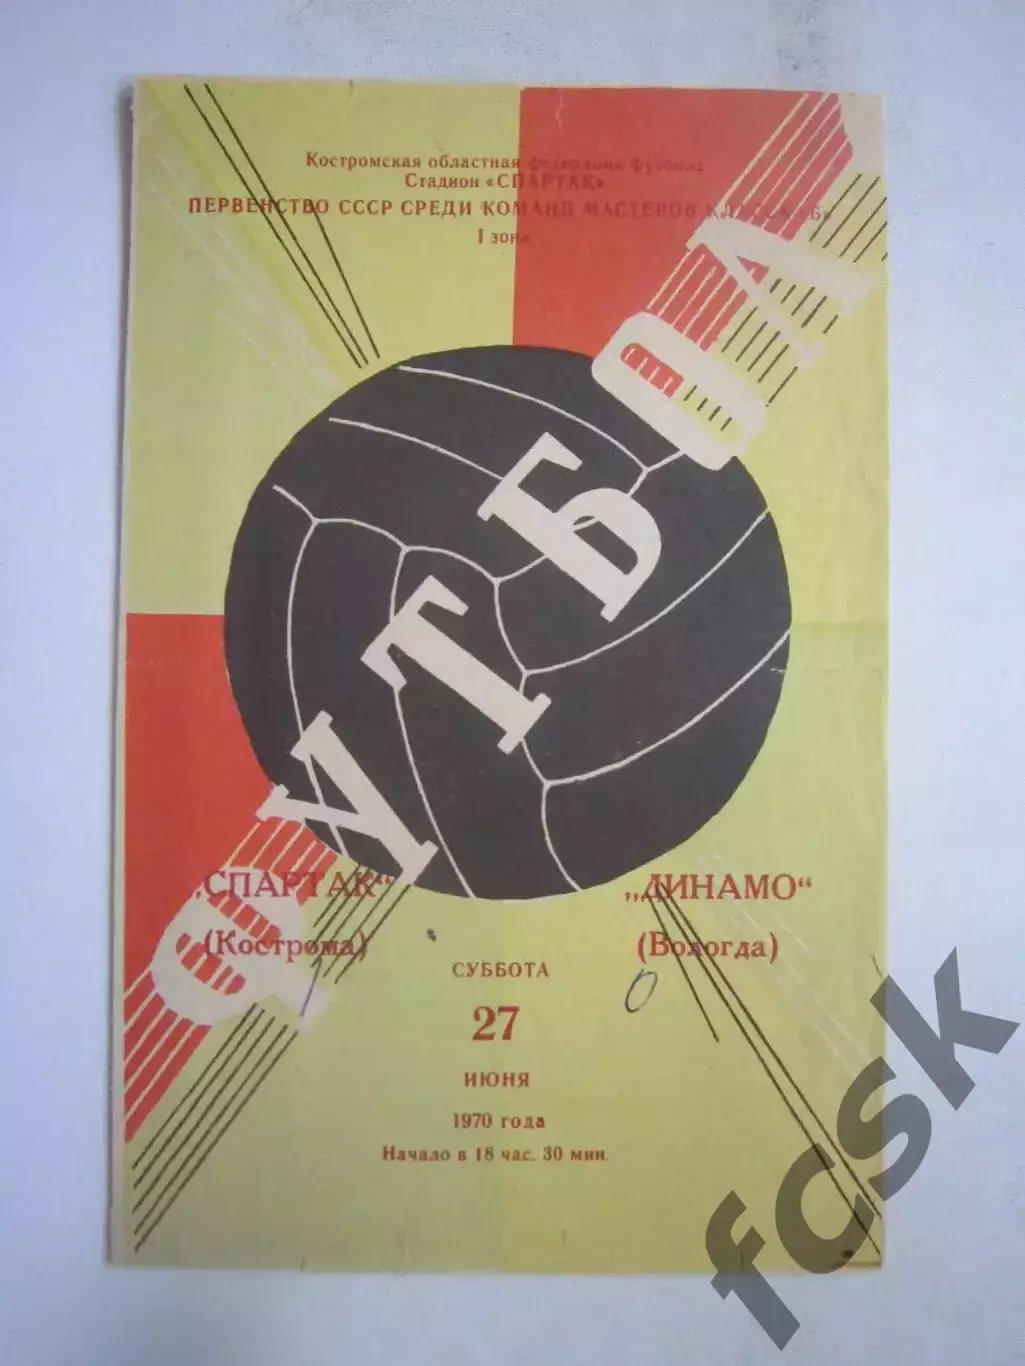 Костромская областная федерация футбола
Стадион «СПАРТАК»
ПЕРВЕНСТВО СССР СРЕДИ КОМАНД МАСТЕРОВ КЛАССА «Б»
I зона
ФУТБОЛ
„СПАРТАК“ „ДИНАМО“
(Кострома) (Вологда)
1 0
СУББОТА
27
ИЮНЯ
1970 года
Начало в 18 час. 30 мин.
fcsk